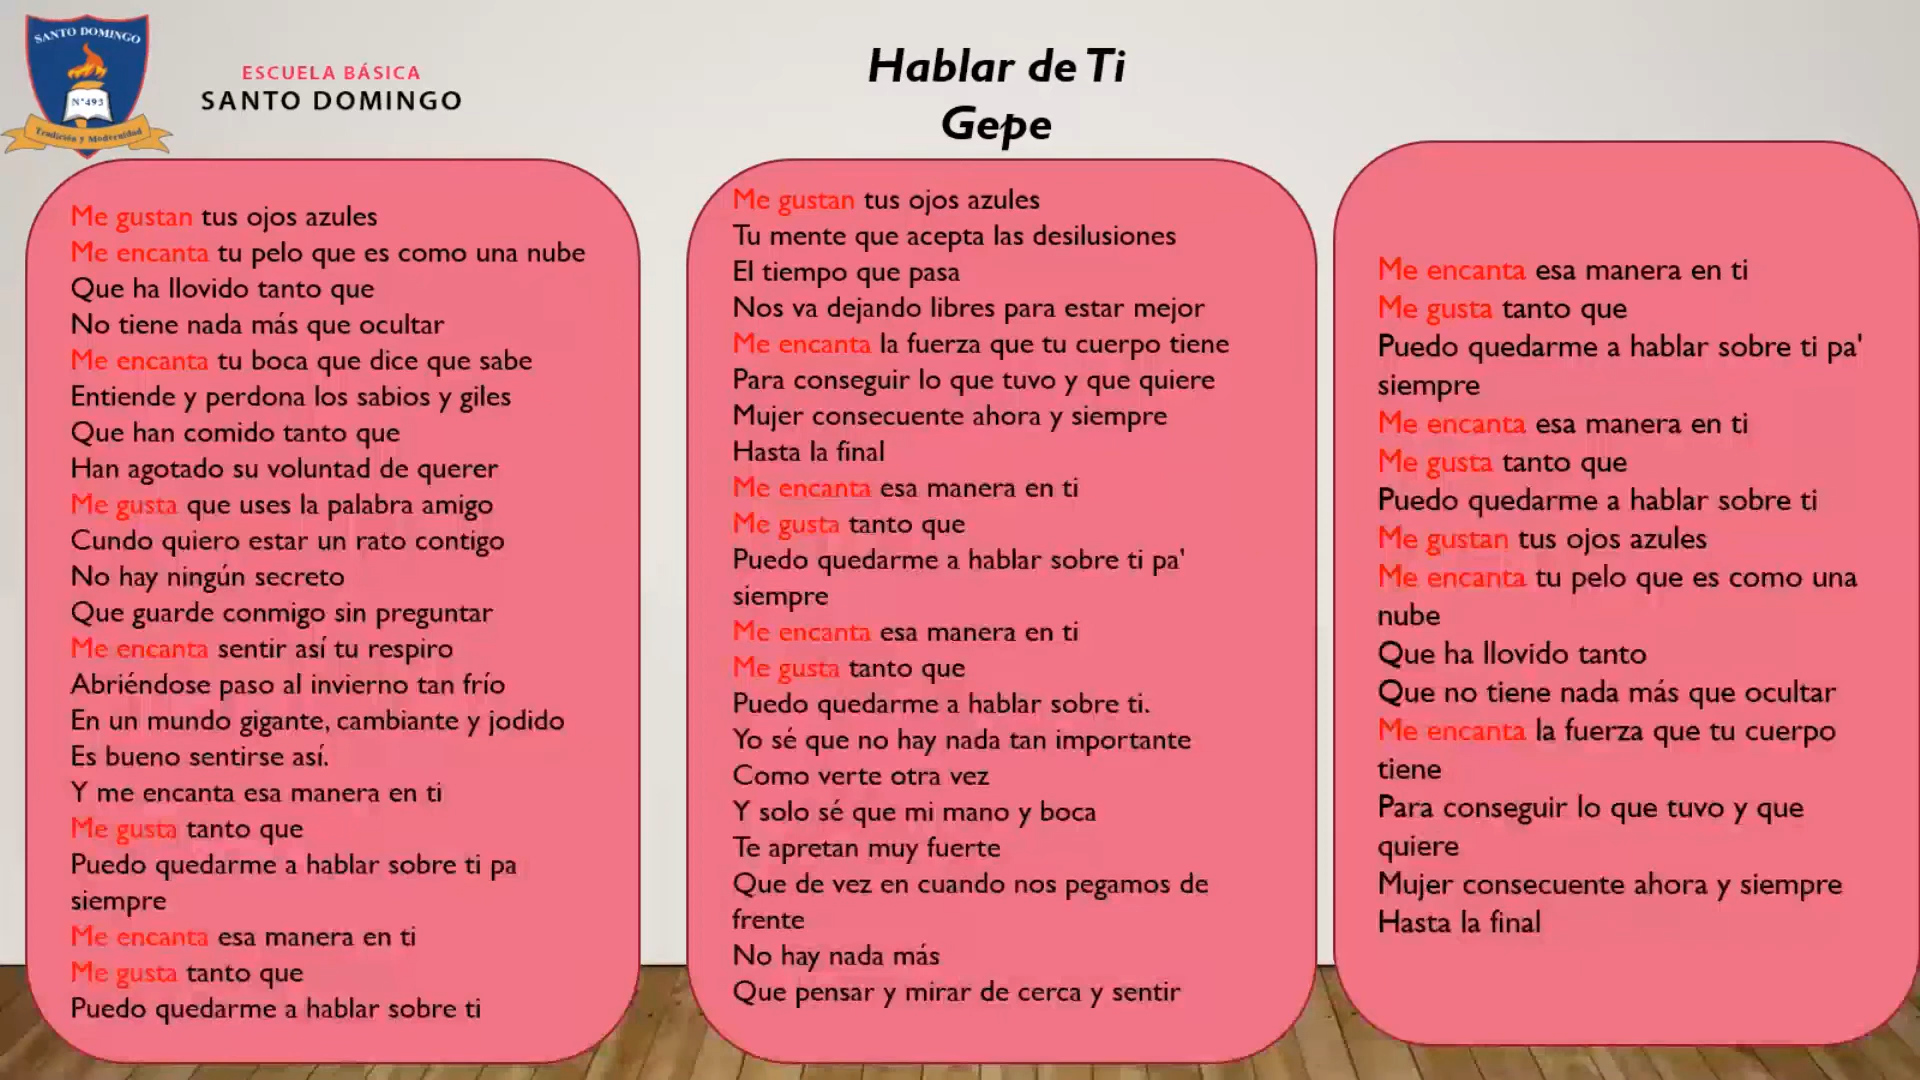 SANTO DOMINGO
N°493
Tradición y Modernidad
ESCUELA BÁSICA
SANTO DOMINGO
Hablar de Ti
Gepe
Me gustan tus ojos azules
Me encanta tu pelo que es como una nube
Que ha llovido tanto que
No tiene nada más que ocultar
Me encanta tu boca que dice que sabe
Entiende y perdona los sabios y giles
Que han comido tanto que
Han agotado su voluntad de querer
Me gusta que uses la palabra amigo
Cundo quiero estar un rato contigo
No hay ningún secreto
Que guarde conmigo sin preguntar
Me encanta sentir así tu respiro
Abriéndose paso al invierno tan frío
En un mundo gigante, cambiante y jodido
Es bueno sentirse así.
Y me encanta esa manera en ti
Me gusta tanto que
Puedo quedarme a hablar sobre ti pa
siempre
Me encanta esa manera en ti
Me gusta tanto que
Puedo quedarme a hablar sobre ti
Me gustan tus ojos azules
Tu mente que acepta las desilusiones
El tiempo que pasa
Nos va dejando libres para estar mejor
Me encanta la fuerza que tu cuerpo tiene
Para conseguir lo que tuvo y que quiere
Mujer consecuente ahora y siempre
Hasta la final
Me encanta esa manera en ti
Me gusta tanto que
Puedo quedarme a hablar sobre ti pa'
siempre
Me encanta esa manera en ti
Me gusta tanto que
Puedo quedarme a hablar sobre ti.
Yo sé que no hay nada tan importante
Como verte otra vez
Y solo sé que mi mano y boca
Te apretan muy fuerte
Que de vez en cuando nos pegamos de
frente
No hay nada más
Que pensar y mirar de cerca y sentir
Me encanta esa manera en ti
Me gusta tanto que
Puedo quedarme a hablar sobre ti pa'
siempre
Me encanta esa manera en ti
Me gusta tanto que
Puedo quedarme a hablar sobre ti
Me gustan tus ojos azules
Me encanta tu pelo que es como una
nube
Que ha llovido tanto
Que no tiene nada más que ocultar
Me encanta la fuerza que tu cuerpo
tiene
Para conseguir lo que tuvo y que
quiere
Mujer consecuente ahora y siempre
Hasta la final